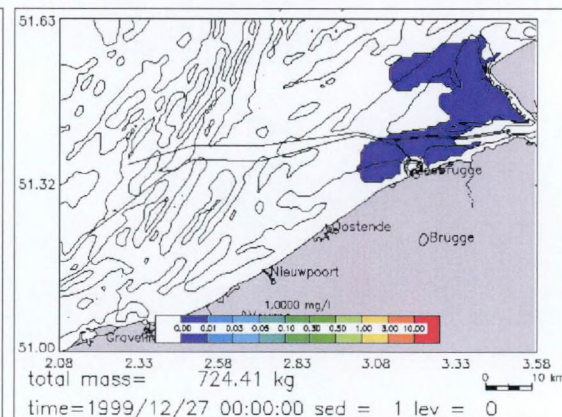 51.63
51.32
51.00
Oostende
Brugge
Nieuwpoort
1.0000 mg/l
0.00 0.01 0.03 0.05 0.10 0.30 0.50 1.00 3.00 10.00
2.08 2.33 2.58 2.83 3.08 3.33 3.58
total mass= 724.41 kg
0 10 km
time=1999/12/27 00:00:00 sed = 1 lev = 0